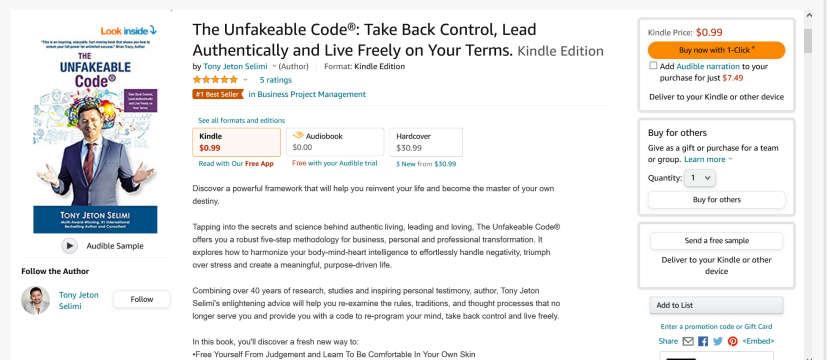 Look inside
"This is an inspiring, educational, fast-moving book that shows you how to
unlock your full power for unlimited success." Brian Tracy, Author
THE
UNFAKEABLE
Code®
Take Back Control,
Lead Authentically and
Live Freely
on Your Terms
TONY JETON SELIMI
Multi-Award-Winning, #1 International
Bestselling Author and Consultant
Audible Sample
Follow the Author
Tony Jeton
Selimi
Follow
The Unfakeable Code®: Take Back Control, Lead
Authentically and Live Freely on Your Terms. Kindle Edition
by Tony Jeton Selimi (Author) Format: Kindle Edition
5 ratings
#1 Best Seller in Business Project Management
See all formats and editions
Kindle
$0.99
Read with Our Free App
Audiobook
$0.00
Free with your Audible trial
Hardcover
$30.99
3 New from $30.99
Discover a powerful framework that will help you reinvent your life and become the master of your own
destiny.
Tapping into the secrets and science behind authentic living, leading and loving, The Unfakeable Code®
offers you a robust five-step methodology for business, personal and professional transformation. It
explores how to harmonize your body-mind-heart intelligence to effortlessly handle negativity, triumph
over stress and create a meaningful, purpose-driven life.
Combining over 40 years of research, studies and inspiring personal testimony, author, Tony Jeton
Selimi's enlightening advice will help you re-examine the rules, traditions, and thought processes that no
longer serve you and provide you with a code to re-program your mind, take back control and live freely.
In this book, you'll discover a fresh new way to:
•Free Yourself From Judgement and Learn To Be Comfortable In Your Own Skin
Kindle Price: $0.99
Buy now with 1-Click ®
Add Audible narration to your
purchase for just $7.49
Deliver to your Kindle or other device
Buy for others
Give as a gift or purchase for a team
or group. Learn more
Quantity: 1
Buy for others
Send a free sample
Deliver to your Kindle or other
device
Add to List
Enter a promotion code or Gift Card
Share <Embed>